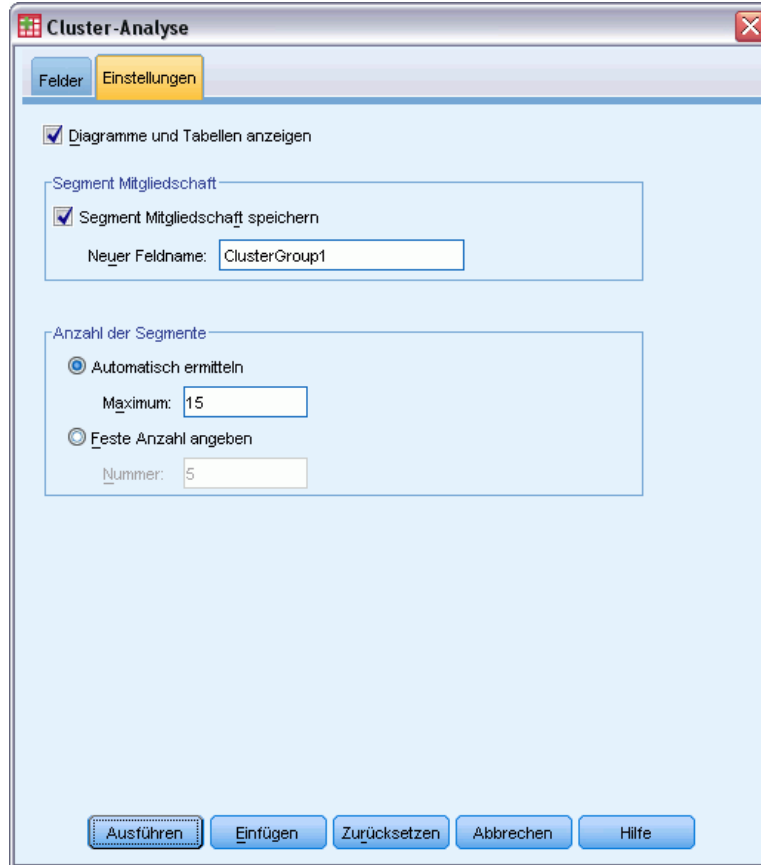 Cluster-Analyse
Felder Einstellungen
Diagramme und Tabellen anzeigen
Segment Mitgliedschaft
Segment Mitgliedschaft speichern
Neuer Feldname: ClusterGroup1
Anzahl der Segmente
Automatisch ermitteln
Maximum: 15
Feste Anzahl angeben
Nummer: 5
Ausführen Einfügen Zurücksetzen Abbrechen Hilfe